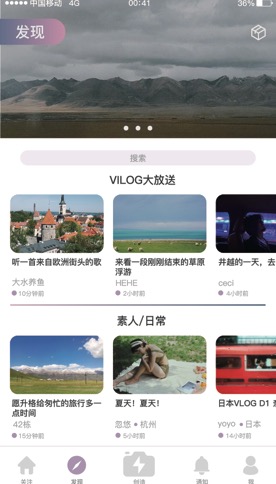 中国移动 4G 00:41 36%
发现
搜索
VILOG大放送
听一首来自欧洲街头的歌
大水养鱼
10分钟前
来看一段刚刚结束的草原
浮游
HEHE
2小时前
井越的一天，去
ceci
4小时前
素人/日常
愿升格给匆忙的旅行多一
点时间
42栋
15分钟前
夏天！夏天！
忽悠•杭州
5小时前
日本VLOG D1
yoyo •日本
14小时前
关注
发现
创造
通知